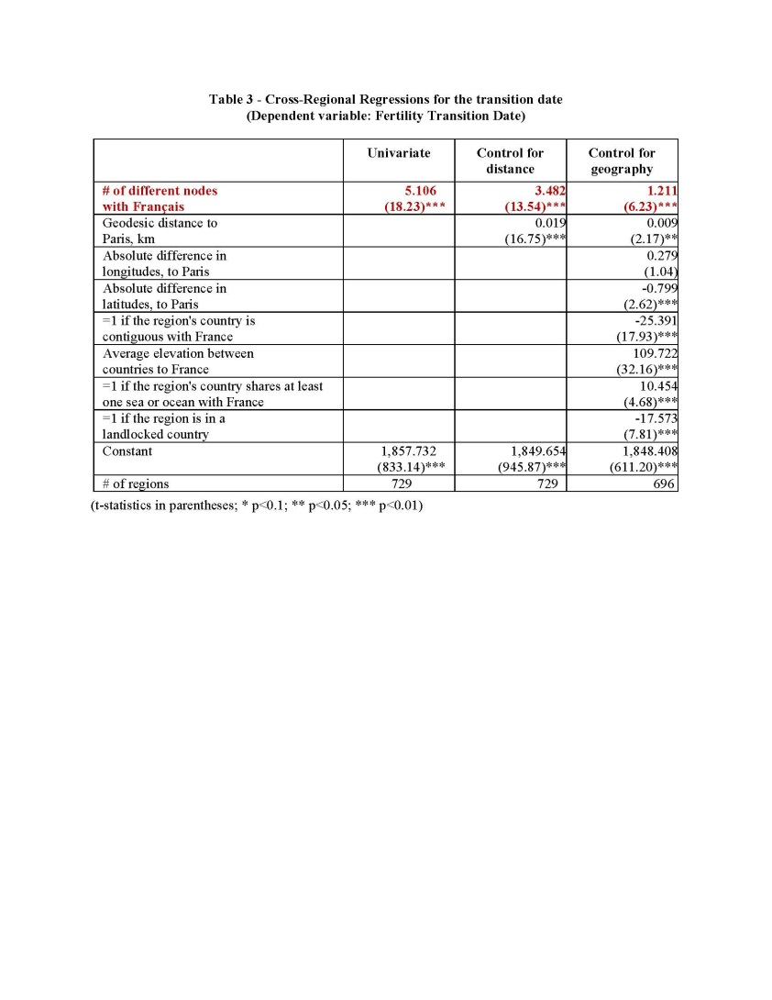 Table 3 - Cross-Regional Regressions for the transition date
(Dependent variable: Fertility Transition Date)
Univariate Control for distance Control for geography
# of different nodes 5.106 3.482 1.211
with Français (18.23)*** (13.54)*** (6.23)***
Geodesic distance to 0.019 0.009
Paris, km (16.75)*** (2.17)**
Absolute difference in 0.279
longitudes, to Paris (1.04)
Absolute difference in -0.799
latitudes, to Paris (2.62)***
=1 if the region's country is -25.391
contiguous with France (17.93)***
Average elevation between 109.722
countries to France (32.16)***
=1 if the region's country shares at least 10.454
one sea or ocean with France (4.68)***
=1 if the region is in a -17.573
landlocked country (7.81)***
Constant 1,857.732 1,849.654 1,848.408
(833.14)*** (945.87)*** (611.20)***
# of regions 729 729 696
(t-statistics in parentheses; * p<0.1; ** p<0.05; *** p<0.01)